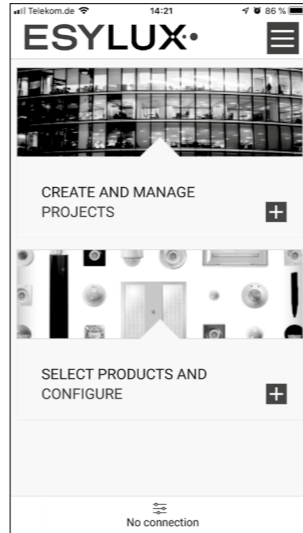 Telekom.de 14:21 86 %
ESYLUX
CREATE AND MANAGE
PROJECTS
SELECT PRODUCTS AND
CONFIGURE
No connection